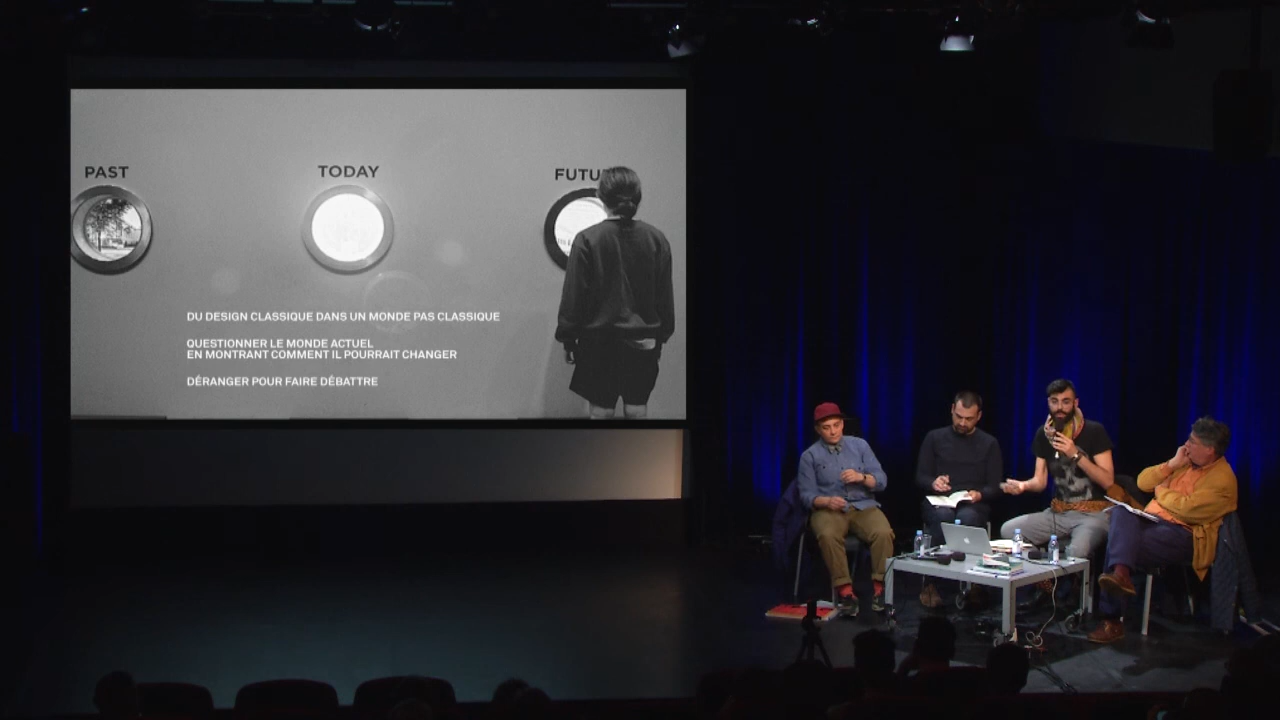 PAST
TODAY
FUTU
DU DESIGN CLASSIQUE DANS UN MONDE PAS CLASSIQUE
QUESTIONNER LE MONDE ACTUEL
EN MONTRANT COMMENT IL POURRAIT CHANGER
DÉRANGER POUR FAIRE DÉBATTRE